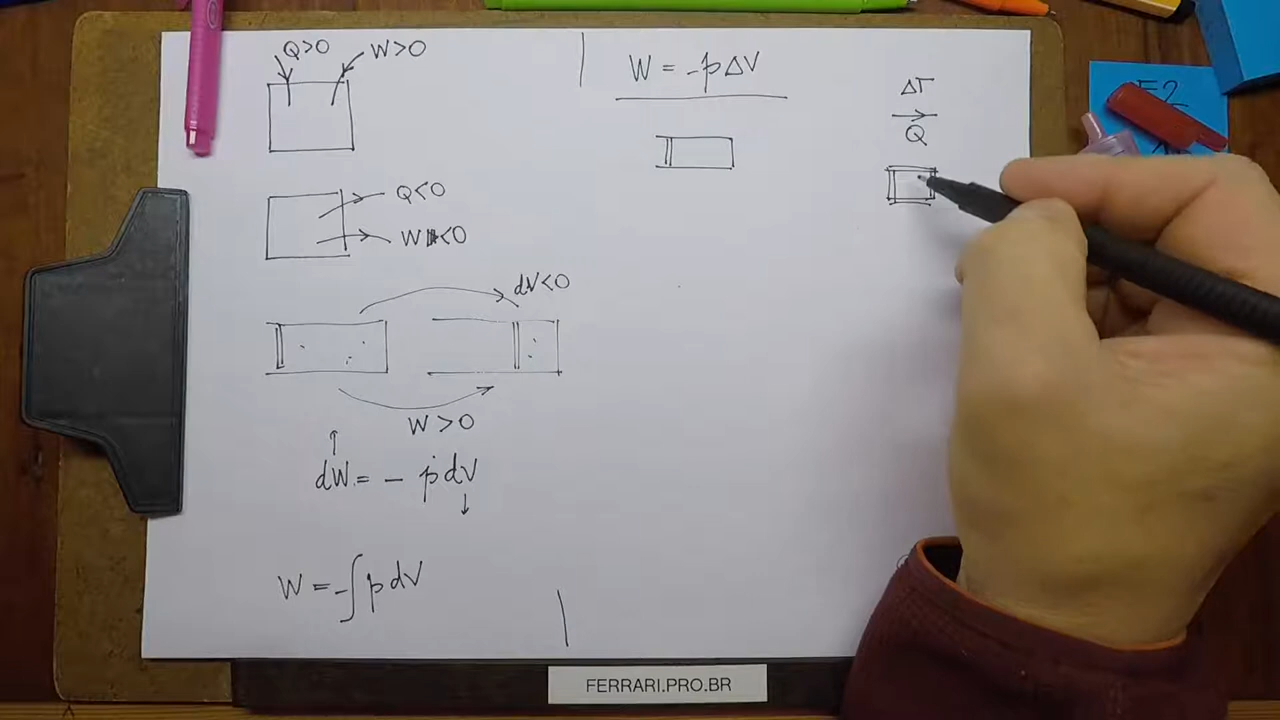 Q>0 W>0
Q<0
W <0
dV<0
W>0
dW = - p dV
W = -∫ p dV
W = -pΔV
ΔT
Q
FERRARI.PRO.BR